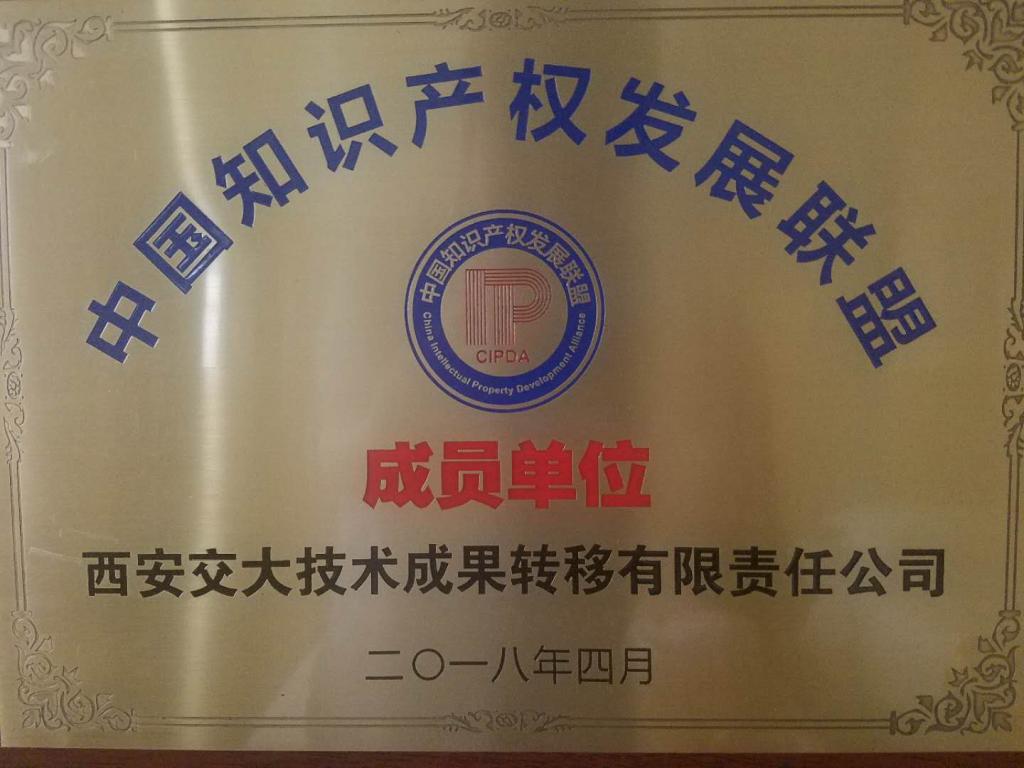 中国知识产权发展联盟
中国知识产权发展联盟
CIPDA
China Intellectual Property Development Alliance
成员单位
西安交大技术成果转移有限责任公司
二〇一八年四月